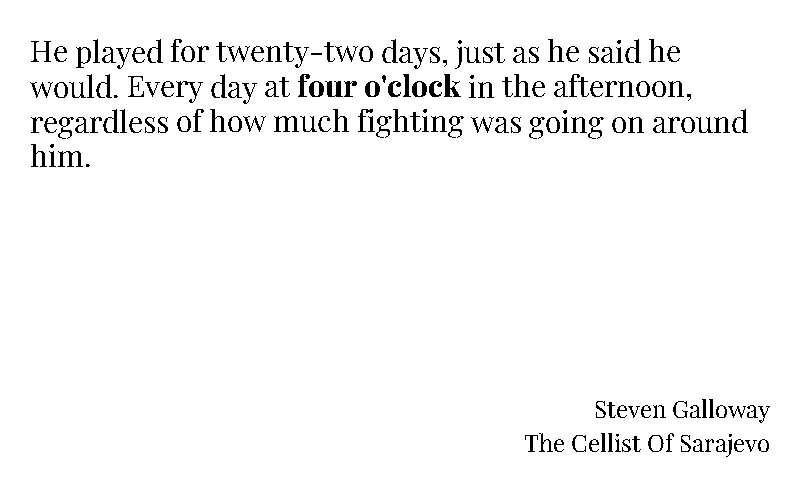 He played for twenty-two days, just as he said he
would. Every day at four o'clock in the afternoon,
regardless of how much fighting was going on around
him.
Steven Galloway
The Cellist Of Sarajevo